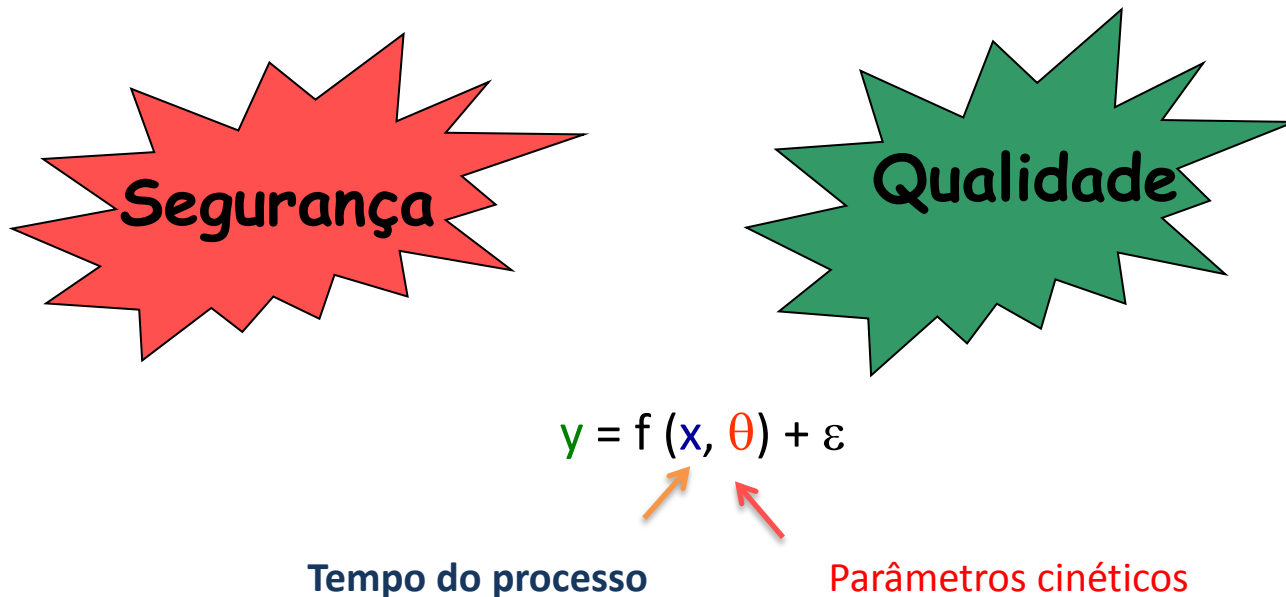 Segurança
Qualidade
y = f (x, θ) + ε
Tempo do processo
Parâmetros cinéticos